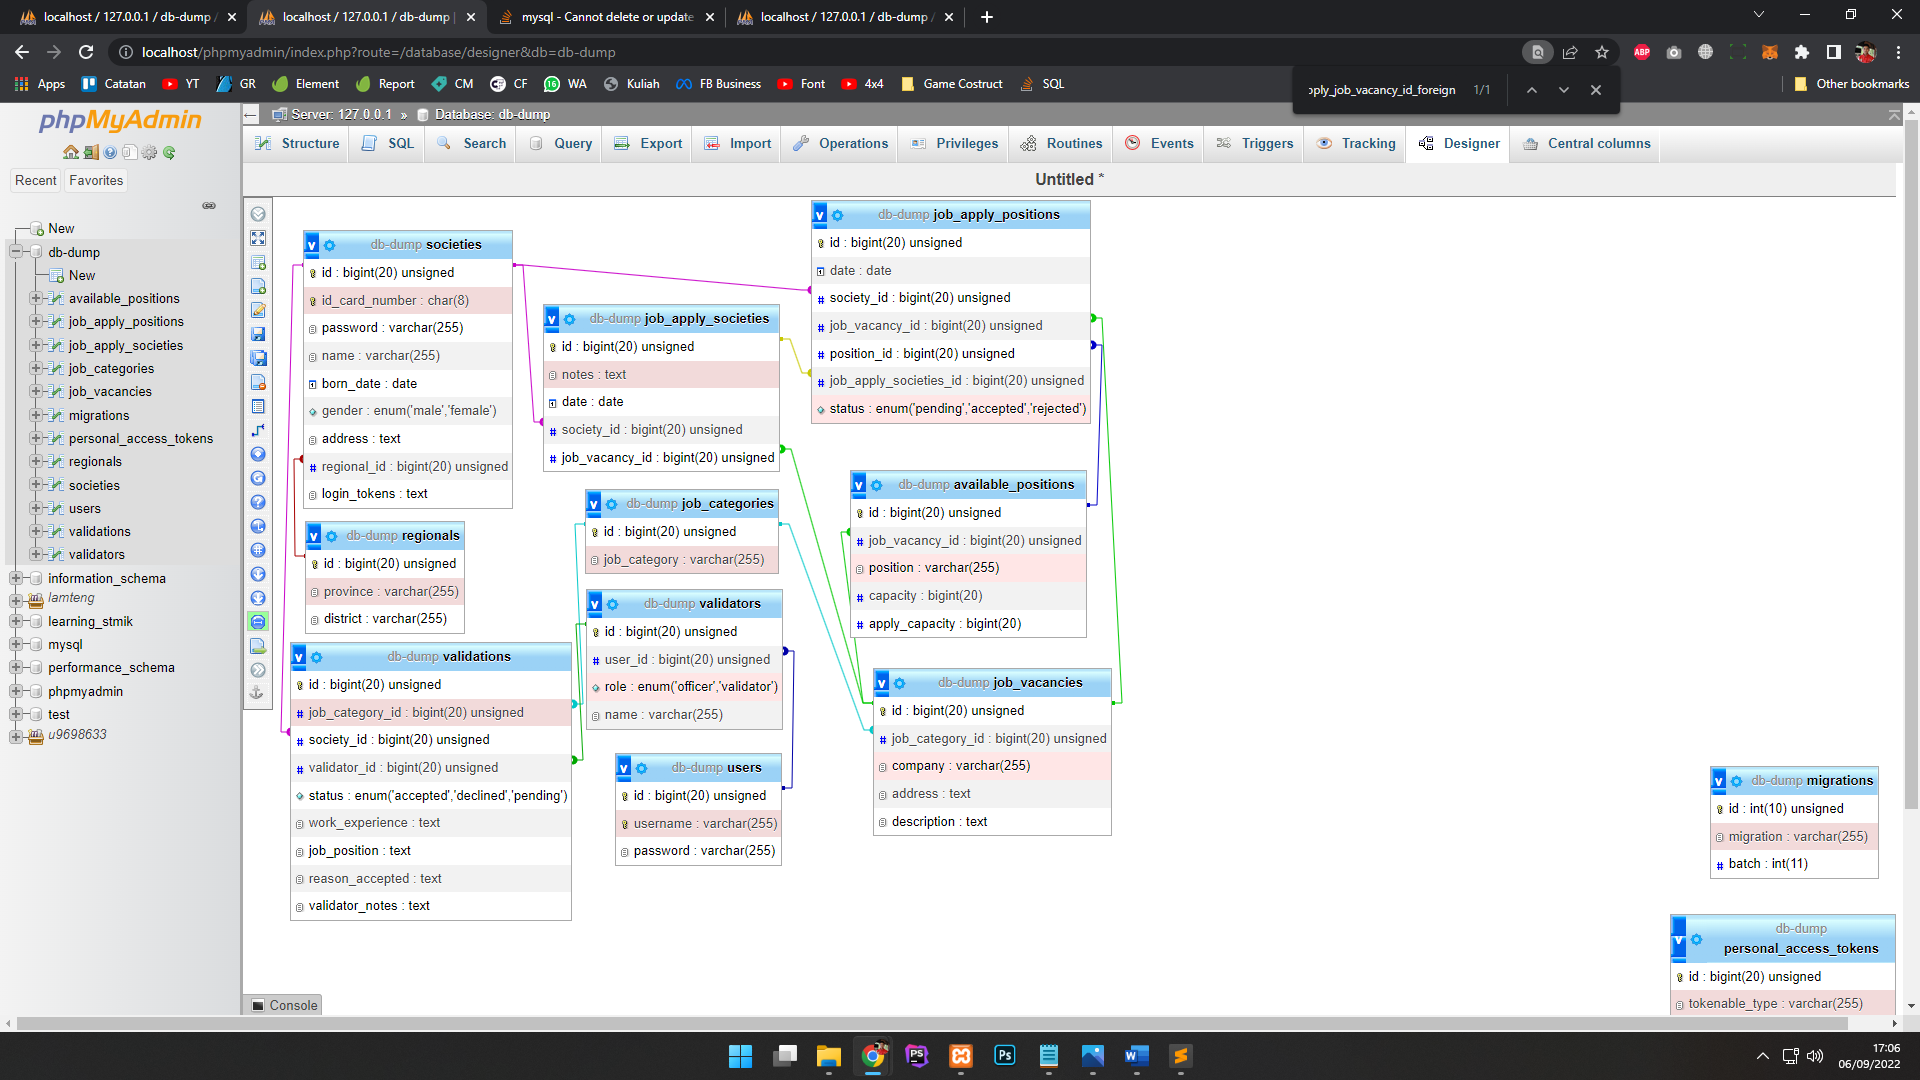 localhost / 127.0.0.1 / db-dump /
localhost / 127.0.0.1 / db-dump |
mysql - Cannot delete or update
localhost / 127.0.0.1 / db-dump /
localhost/phpmyadmin/index.php?route=/database/designer&db=db-dump
ABP
Apps
Catatan
YT
GR
Element
Report
CM
CF
WA
Kuliah
FB Business
Font
4x4
Game Costruct
SQL
Other bookmarks
pply_job_vacancy_id_foreign
1/1
phpMyAdmin
Recent
Favorites
New
db-dump
New
available_positions
job_apply_positions
job_apply_societies
job_categories
job_vacancies
migrations
personal_access_tokens
regionals
societies
users
validations
validators
information_schema
lamteng
learning_stmik
mysql
performance_schema
phpmyadmin
test
u9698633
Server: 127.0.0.1 » Database: db-dump
Structure
SQL
Search
Query
Export
Import
Operations
Privileges
Routines
Events
Triggers
Tracking
Designer
Central columns
Untitled *
v db-dump societies
id : bigint(20) unsigned
id_card_number : char(8)
password : varchar(255)
name : varchar(255)
born_date : date
gender : enum('male','female')
address : text
# regional_id : bigint(20) unsigned
login_tokens : text
v db-dump regionals
id : bigint(20) unsigned
province : varchar(255)
district : varchar(255)
v db-dump validations
id : bigint(20) unsigned
# job_category_id : bigint(20) unsigned
# society_id : bigint(20) unsigned
# validator_id : bigint(20) unsigned
status : enum('accepted','declined','pending')
work_experience : text
job_position : text
reason_accepted : text
validator_notes : text
v db-dump job_apply_societies
id : bigint(20) unsigned
notes : text
date : date
# society_id : bigint(20) unsigned
# job_vacancy_id : bigint(20) unsigned
v db-dump job_categories
id : bigint(20) unsigned
job_category : varchar(255)
v db-dump validators
id : bigint(20) unsigned
# user_id : bigint(20) unsigned
role : enum('officer','validator')
name : varchar(255)
v db-dump users
id : bigint(20) unsigned
username : varchar(255)
password : varchar(255)
v db-dump job_apply_positions
id : bigint(20) unsigned
date : date
# society_id : bigint(20) unsigned
# job_vacancy_id : bigint(20) unsigned
# position_id : bigint(20) unsigned
# job_apply_societies_id : bigint(20) unsigned
status : enum('pending','accepted','rejected')
v db-dump available_positions
id : bigint(20) unsigned
# job_vacancy_id : bigint(20) unsigned
position : varchar(255)
# capacity : bigint(20)
# apply_capacity : bigint(20)
v db-dump job_vacancies
id : bigint(20) unsigned
# job_category_id : bigint(20) unsigned
company : varchar(255)
address : text
description : text
v db-dump migrations
id : int(10) unsigned
migration : varchar(255)
# batch : int(11)
v db-dump
personal_access_tokens
id : bigint(20) unsigned
tokenable_type : varchar(255)
Console
PS
Ps
17:06
06/09/2022